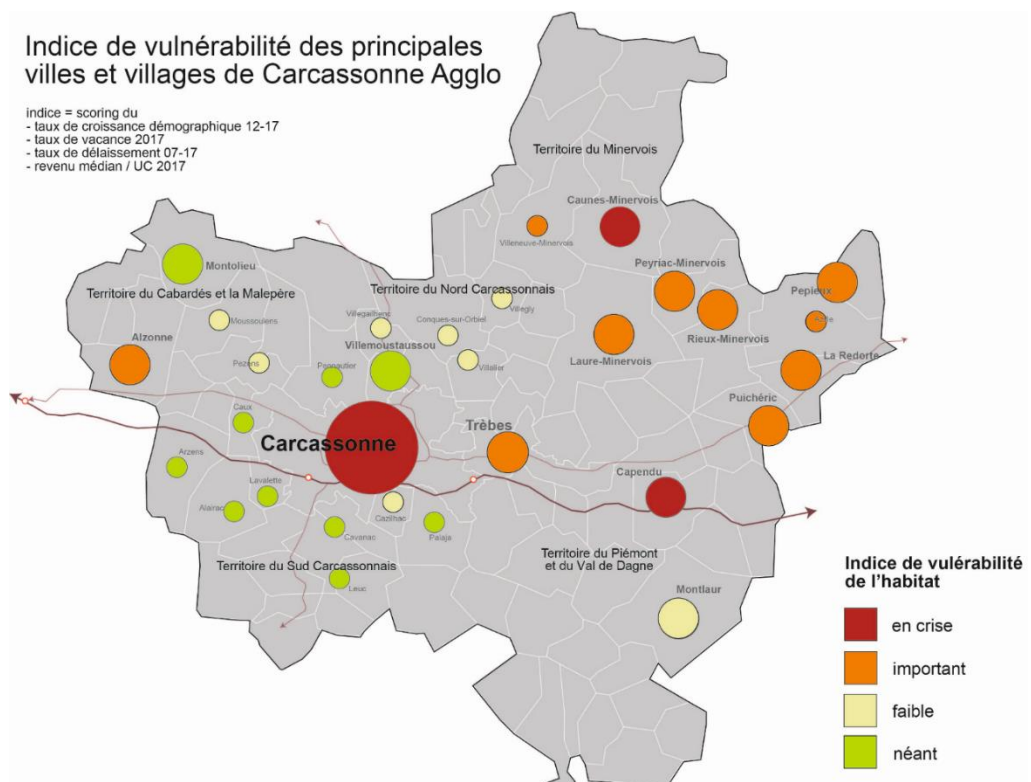 Indice de vulnérabilité des principales
villes et villages de Carcassonne Agglo
indice = scoring du
- taux de croissance démographique 12-17
- taux de vacance 2017
- taux de délaissement 07-17
- revenu médian / UC 2017
Territoire du Minervois
Caunes-Minervois
Villeneuve-Minervois
Peyriac-Minervois
Montolieu
Territoire du Cabardés et la Malepère
Territoire du Nord Carcassonnais
Pepieux
Villegly
Moussoulens
Villegailhenc
Conques-sur-Orbiel
Azille
Rieux-Minervois
Alzonne
Villemoustaussou
Laure-Minervois
La Redorte
Pezens
Pennautier
Villalier
Puichéric
Caux
Trèbes
Carcassonne
Arzens
Capendu
Lavalette
Alairac
Cazilhac
Cavanac
Palaja
Territoire du Sud Carcassonnais
Territoire du Piémont
et du Val de Dagne
Leuc
Montlaur
Indice de vulérabilité
de l'habitat
en crise
important
faible
néant